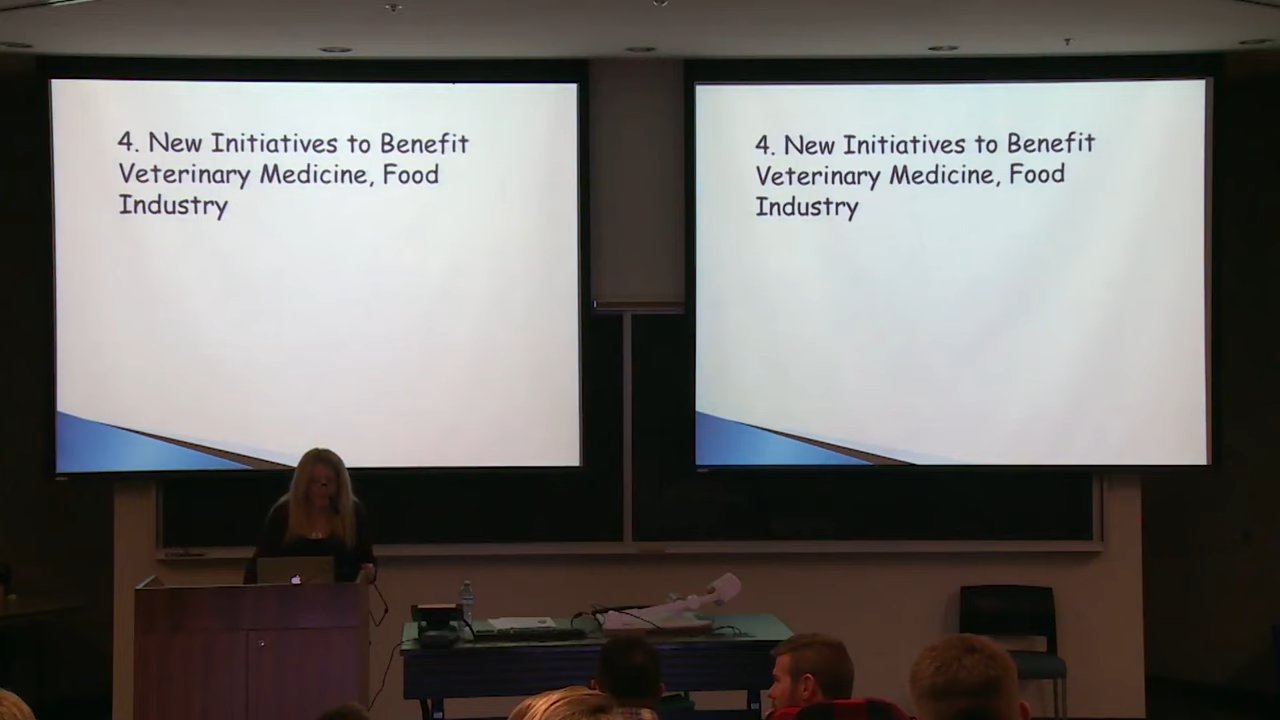 4. New Initiatives to Benefit
Veterinary Medicine, Food
Industry
4. New Initiatives to Benefit
Veterinary Medicine, Food
Industry